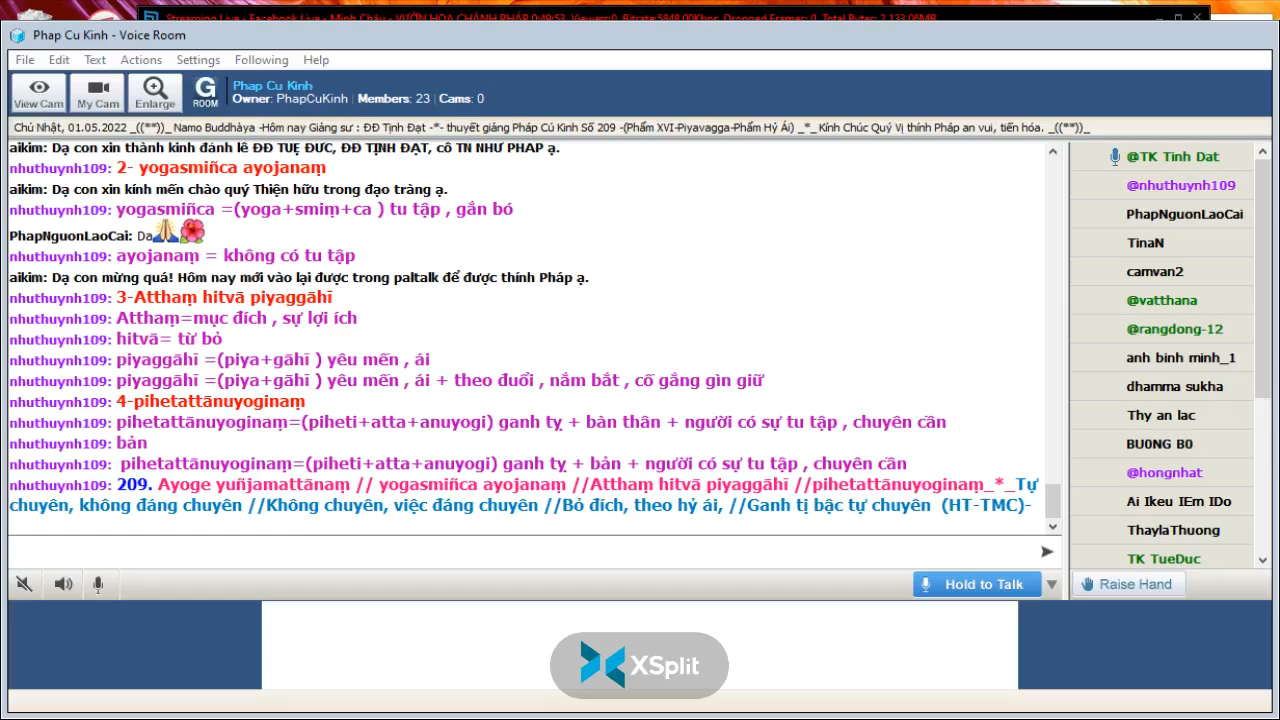 Streaming Live - Facebook Live - Minh Châu - VƯỜN HOA CHÁNH PHÁP 0:49:53, Viewers:0, Bitrate:5848.00Kbps, Dropped Frames: 0, Total Bytes: 2,133.06MB
Phap Cu Kinh - Voice Room
File Edit Text Actions Settings Following Help
View Cam My Cam Enlarge G ROOM
Phap Cu Kinh
Owner: PhapCuKinh | Members: 23 | Cams: 0
Chủ Nhật, 01.05.2022 _((**))_ Namo Buddhàya -Hôm nay Giảng sư : ĐĐ Tịnh Đạt -*- thuyết giảng Pháp Cú Kinh Số 209 -(Phẩm XVI-Piyavagga-Phẩm Hỷ Ái) _*_ Kính Chúc Quý Vị thính Pháp an vui, tiến hóa. _((**))_
aikim: Dạ con xin thành kính đảnh lễ ĐĐ TUỆ ĐỨC, ĐĐ TỊNH ĐẠT, cô TN NHƯ PHÁP ạ.
nhuthuynh109: 2- yogasmiñca ayojanaṃ
aikim: Dạ con xin kính mến chào quý Thiện hữu trong đạo tràng ạ.
nhuthuynh109: yogasmiñca =(yoga+smiṃ+ca ) tu tập , gắn bó
PhapNguonLaoCai: Da
nhuthuynh109: ayojanaṃ = không có tu tập
aikim: Dạ con mừng quá! Hôm nay mới vào lại được trong paltalk để được thính Pháp ạ.
nhuthuynh109: 3-Atthaṃ hitvā piyaggāhī
nhuthuynh109: Atthaṃ=mục đích , sự lợi ích
nhuthuynh109: hitvā= từ bỏ
nhuthuynh109: piyaggāhī =(piya+gāhī ) yêu mến , ái
nhuthuynh109: piyaggāhī =(piya+gāhī ) yêu mến , ái + theo đuổi , nắm bắt , cố gắng gìn giữ
nhuthuynh109: 4-pihetattānuyoginaṃ
nhuthuynh109: pihetattānuyoginaṃ=(piheti+atta+anuyogi) ganh tỵ + bàn thân + người có sự tu tập , chuyên cần
nhuthuynh109: bản
nhuthuynh109: pihetattānuyoginaṃ=(piheti+atta+anuyogi) ganh tỵ + bản + người có sự tu tập , chuyên cần
nhuthuynh109: 209. Ayoge yuñjamattānaṃ // yogasmiñca ayojanaṃ //Atthaṃ hitvā piyaggāhī //pihetattānuyoginaṃ_*_Tự
chuyên, không đáng chuyên //Không chuyên, việc đáng chuyên //Bỏ đích, theo hỷ ái, //Ganh tị bậc tự chuyên (HT-TMC)-
Hold to Talk
@TK Tinh Dat
@nhuthuynh109
PhapNguonLaoCai
TinaN
camvan2
@vatthana
@rangdong-12
anh binh minh_1
dhamma sukha
Thy an lac
BU0NG B0
@hongnhat
Ai lkeu IEm IDo
ThaylaThuong
TK TueDuc
Raise Hand
XSplit